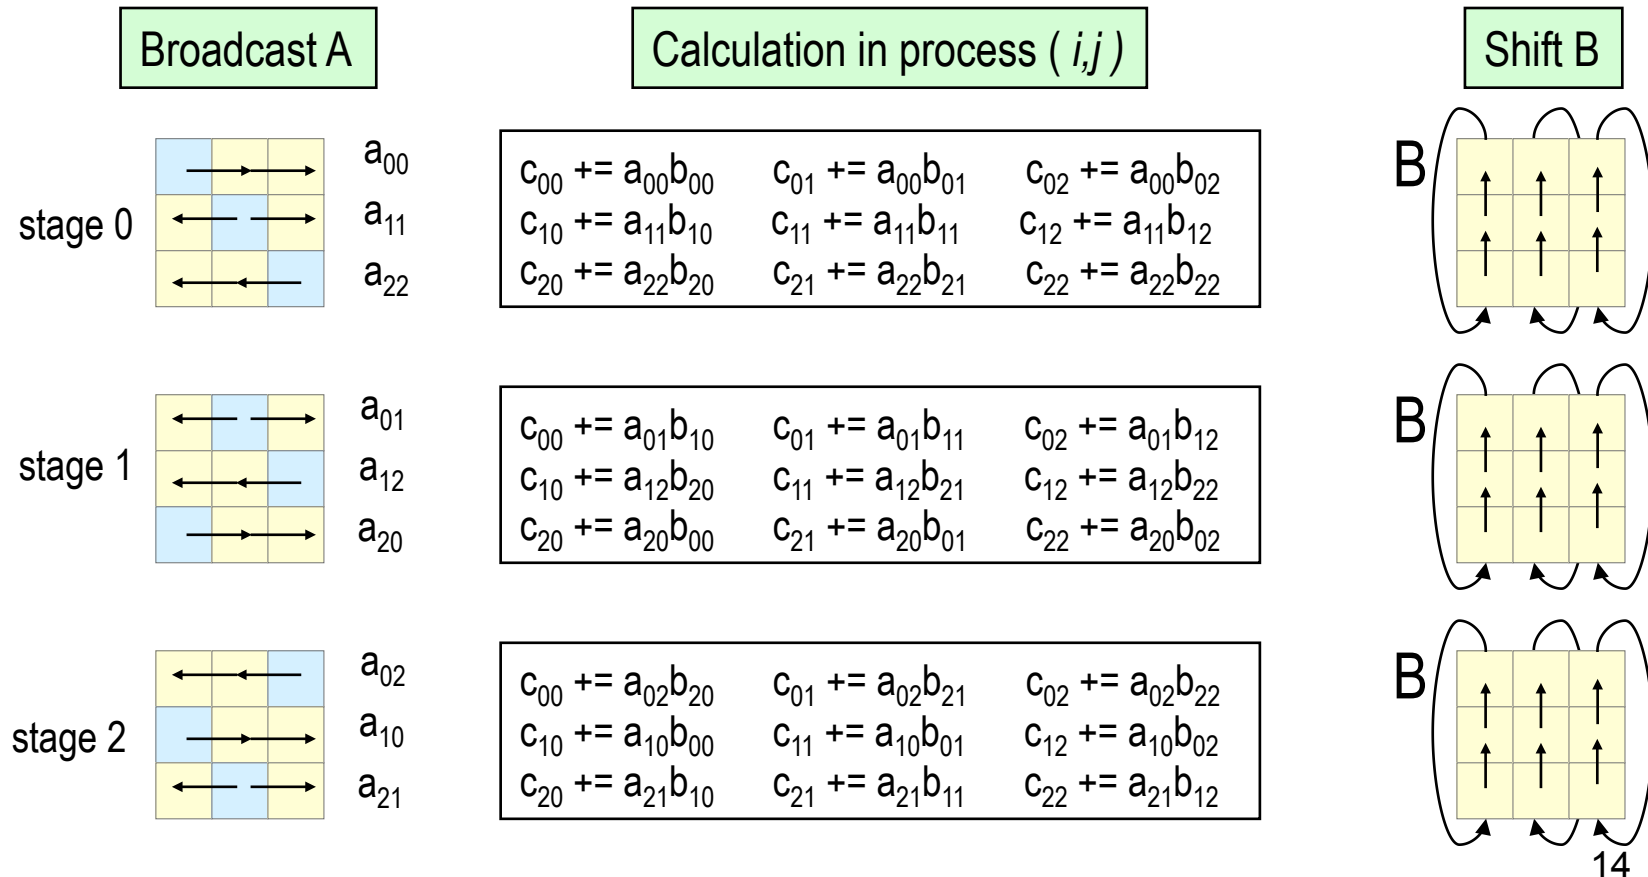 Broadcast A
Calculation in process ( i,j )
Shift B
stage 0
a₀₀
a₁₁
a₂₂
c₀₀ += a₀₀b₀₀ c₀₁ += a₀₀b₀₁ c₀₂ += a₀₀b₀₂
c₁₀ += a₁₁b₁₀ c₁₁ += a₁₁b₁₁ c₁₂ += a₁₁b₁₂
c₂₀ += a₂₂b₂₀ c₂₁ += a₂₂b₂₁ c₂₂ += a₂₂b₂₂
B
stage 1
a₀₁
a₁₂
a₂₀
c₀₀ += a₀₁b₁₀ c₀₁ += a₀₁b₁₁ c₀₂ += a₀₁b₁₂
c₁₀ += a₁₂b₂₀ c₁₁ += a₁₂b₂₁ c₁₂ += a₁₂b₂₂
c₂₀ += a₂₀b₀₀ c₂₁ += a₂₀b₀₁ c₂₂ += a₂₀b₀₂
B
stage 2
a₀₂
a₁₀
a₂₁
c₀₀ += a₀₂b₂₀ c₀₁ += a₀₂b₂₁ c₀₂ += a₀₂b₂₂
c₁₀ += a₁₀b₀₀ c₁₁ += a₁₀b₀₁ c₁₂ += a₁₀b₀₂
c₂₀ += a₂₁b₁₀ c₂₁ += a₂₁b₁₁ c₂₂ += a₂₁b₁₂
B
14